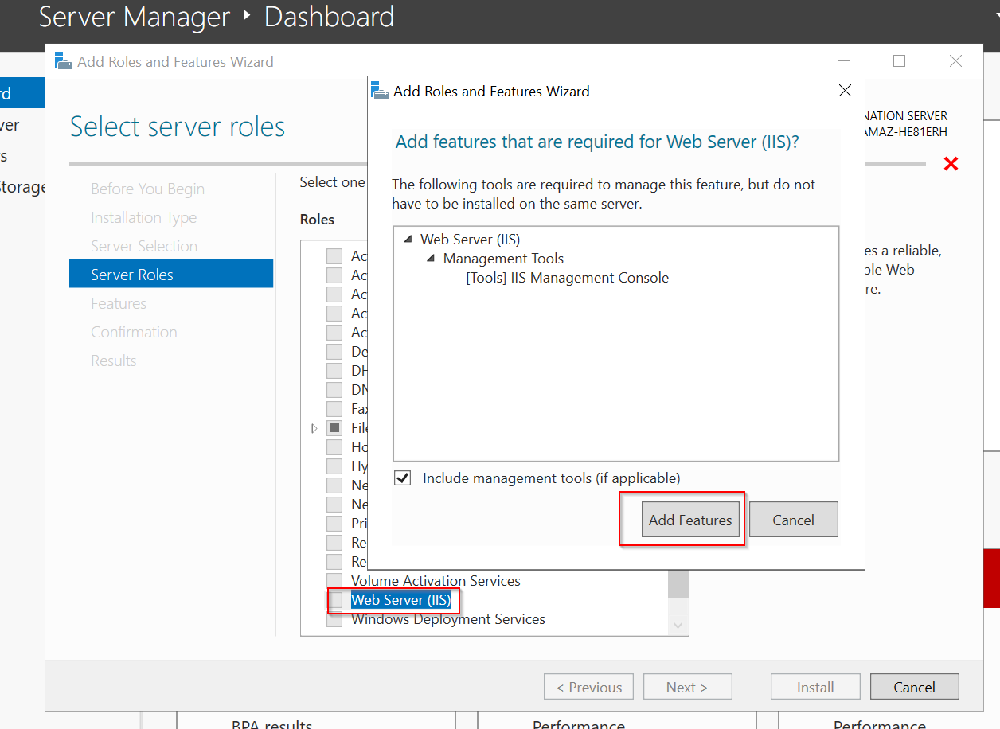 Server Manager ‣ Dashboard
Add Roles and Features Wizard
Add Roles and Features Wizard
Select server roles
NATION SERVER
AMAZ-HE81ERH
Add features that are required for Web Server (IIS)?
The following tools are required to manage this feature, but do not
have to be installed on the same server.
Web Server (IIS)
Management Tools
[Tools] IIS Management Console
Include management tools (if applicable)
Add Features
Cancel
rd
ver
rs
Storage
Before You Begin
Installation Type
Server Selection
Server Roles
Features
Confirmation
Results
Select one
Roles
Ac
Ac
Ac
Ac
Ac
De
DH
DN
Fax
File
Ho
Hy
Ne
Ne
Pri
Re
Re
Volume Activation Services
Web Server (IIS)
Windows Deployment Services
es a reliable,
ble Web
re.
< Previous
Next >
Install
Cancel
BPA results
Performance
Performance